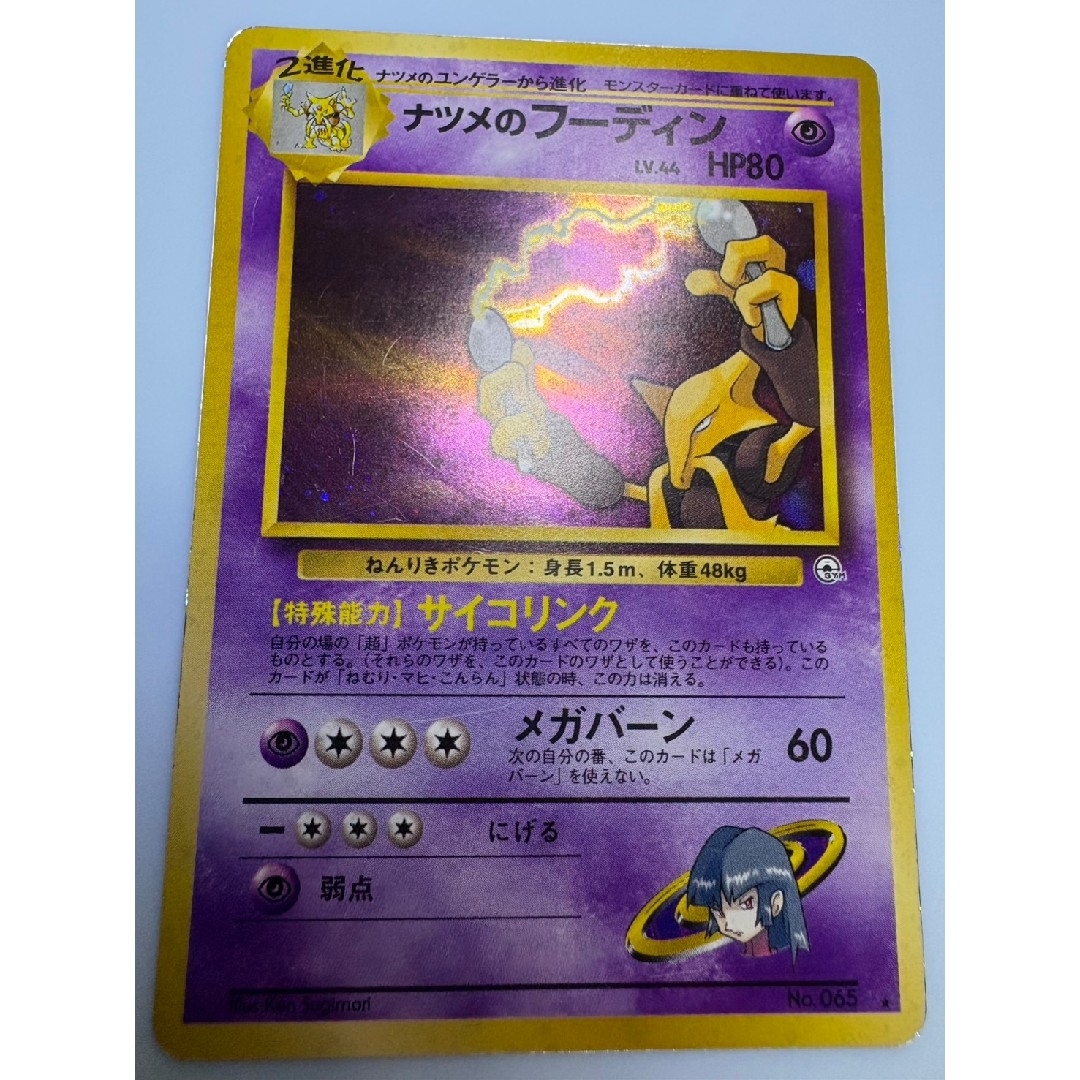 2進化 ナツメのユンゲラーから進化 モンスターカードに重ねて使います。
ナツメのフーディン
LV.44 HP80
ねんりきポケモン：身長1.5m、体重48kg
GYM
【特殊能力】サイコリンク
自分の場の「超」ポケモンが持っているすべてのワザを、このカードも持っている
ものとする。（それらのワザを、このカードのワザとして使うことができる）。この
カードが「ねむり・マヒ・こんらん」状態の時、この力は消える。
メガバーン 60
次の自分の番、このカードは「メガ
バーン」を使えない。
にげる
弱点
Illus. Ken Sugimori No. 065 ★